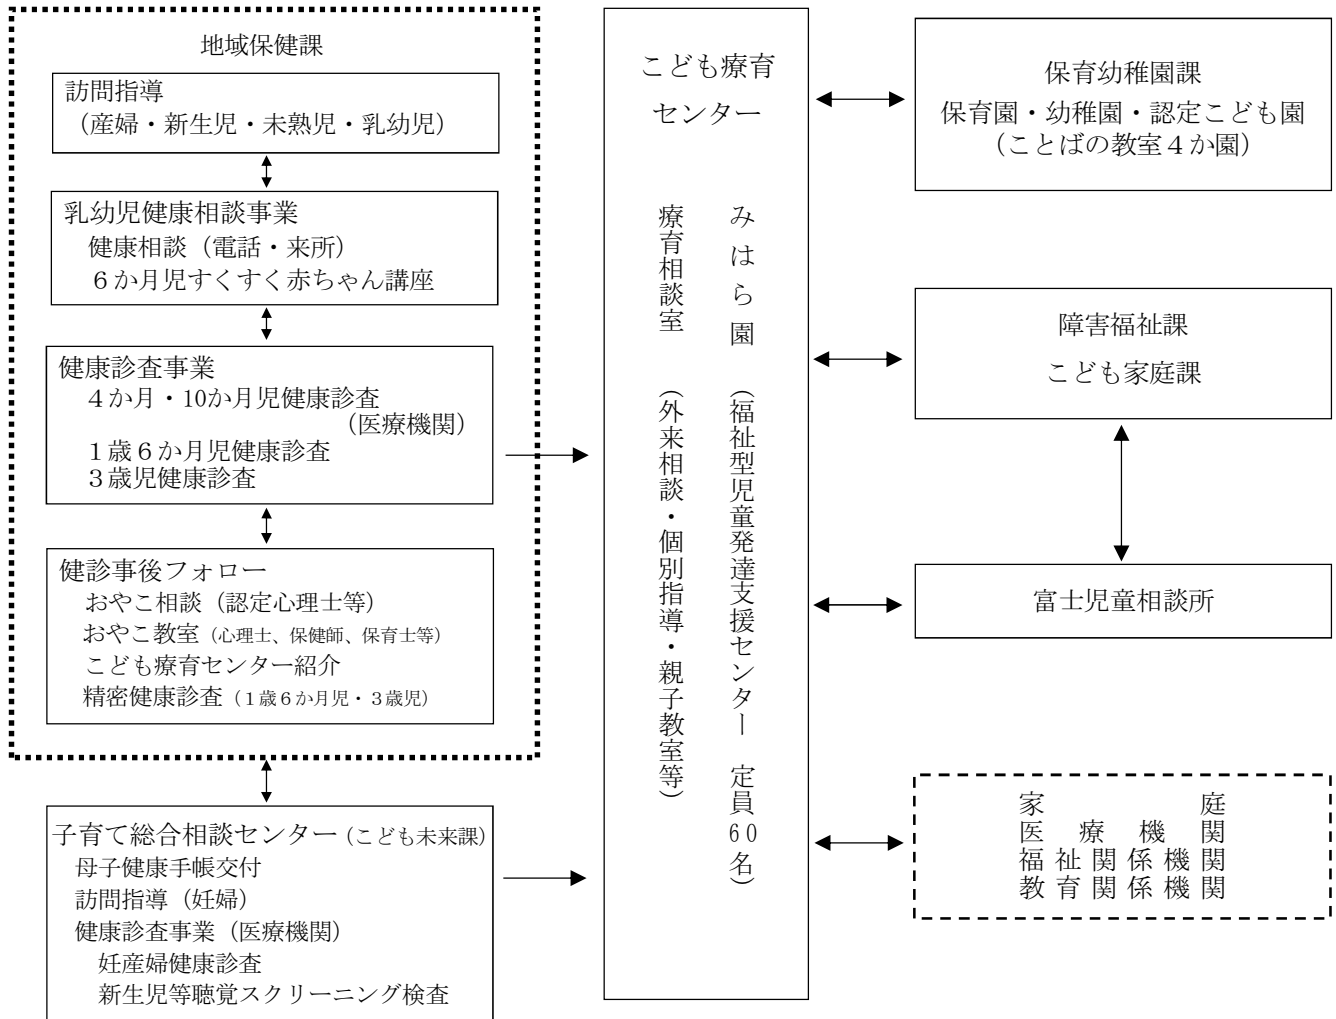 地域保健課
訪問指導
（産婦・新生児・未熟児・乳幼児）
乳幼児健康相談事業
健康相談（電話・来所）
６か月児すくすく赤ちゃん講座
健康診査事業
４か月・10か月児健康診査
（医療機関）
１歳６か月児健康診査
３歳児健康診査
健診事後フォロー
おやこ相談（認定心理士等）
おやこ教室（心理士、保健師、保育士等）
こども療育センター紹介
精密健康診査（１歳６か月児・３歳児）
子育て総合相談センター（こども未来課）
母子健康手帳交付
訪問指導（妊婦）
健康診査事業（医療機関）
妊産婦健康診査
新生児等聴覚スクリーニング検査
こども療育
センター
みはら園　（福祉型児童発達支援センター　定員60名）
療育相談室　（外来相談・個別指導・親子教室等）
保育幼稚園課
保育園・幼稚園・認定こども園
（ことばの教室４か園）
障害福祉課
こども家庭課
富士児童相談所
家庭
医療機関
福祉関係機関
教育関係機関